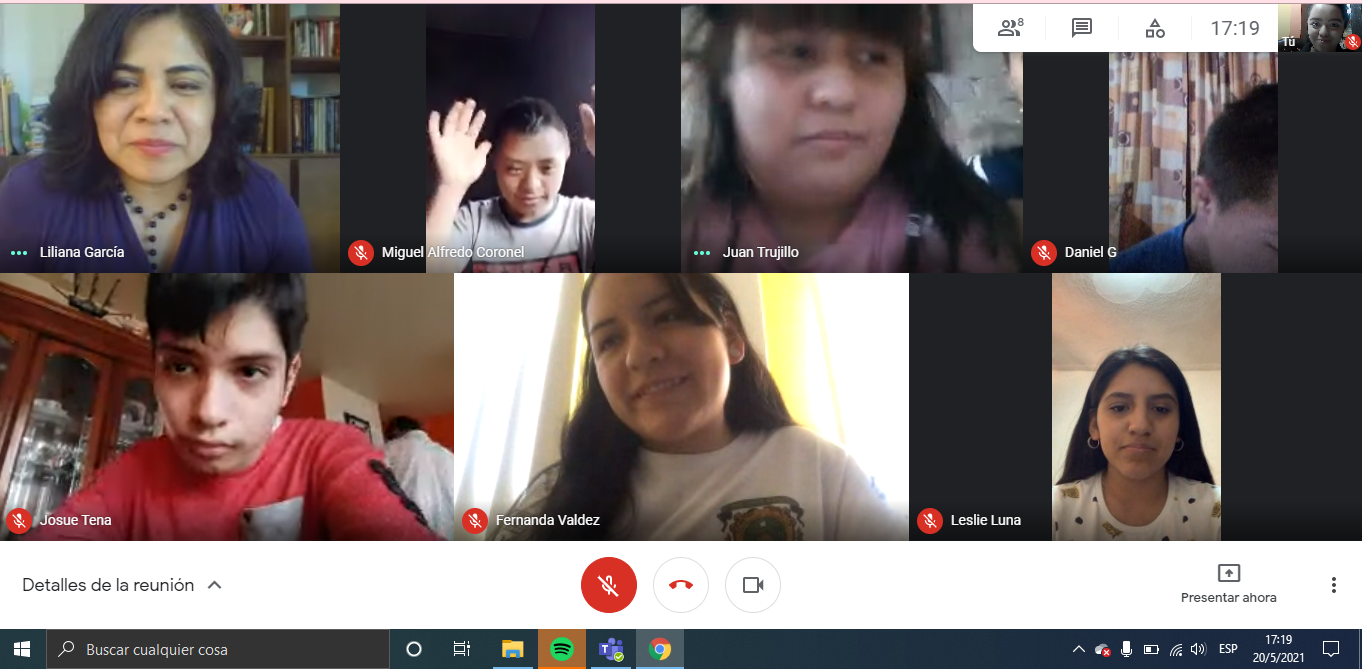 8
17:19
Tú
Liliana García
Miguel Alfredo Coronel
Juan Trujillo
Daniel G
Josue Tena
Fernanda Valdez
Leslie Luna
Detalles de la reunión
Presentar ahora
Buscar cualquier cosa
ESP
17:19
20/5/2021